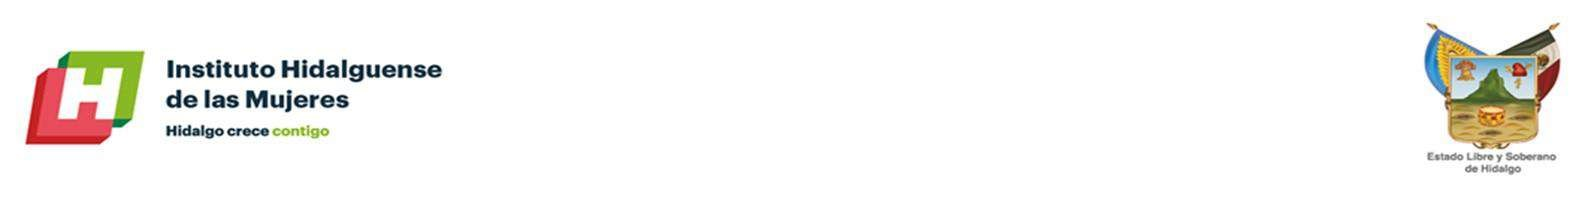 Instituto Hidalguense
de las Mujeres
Hidalgo crece contigo
Estado Libre y Soberano
de Hidalgo